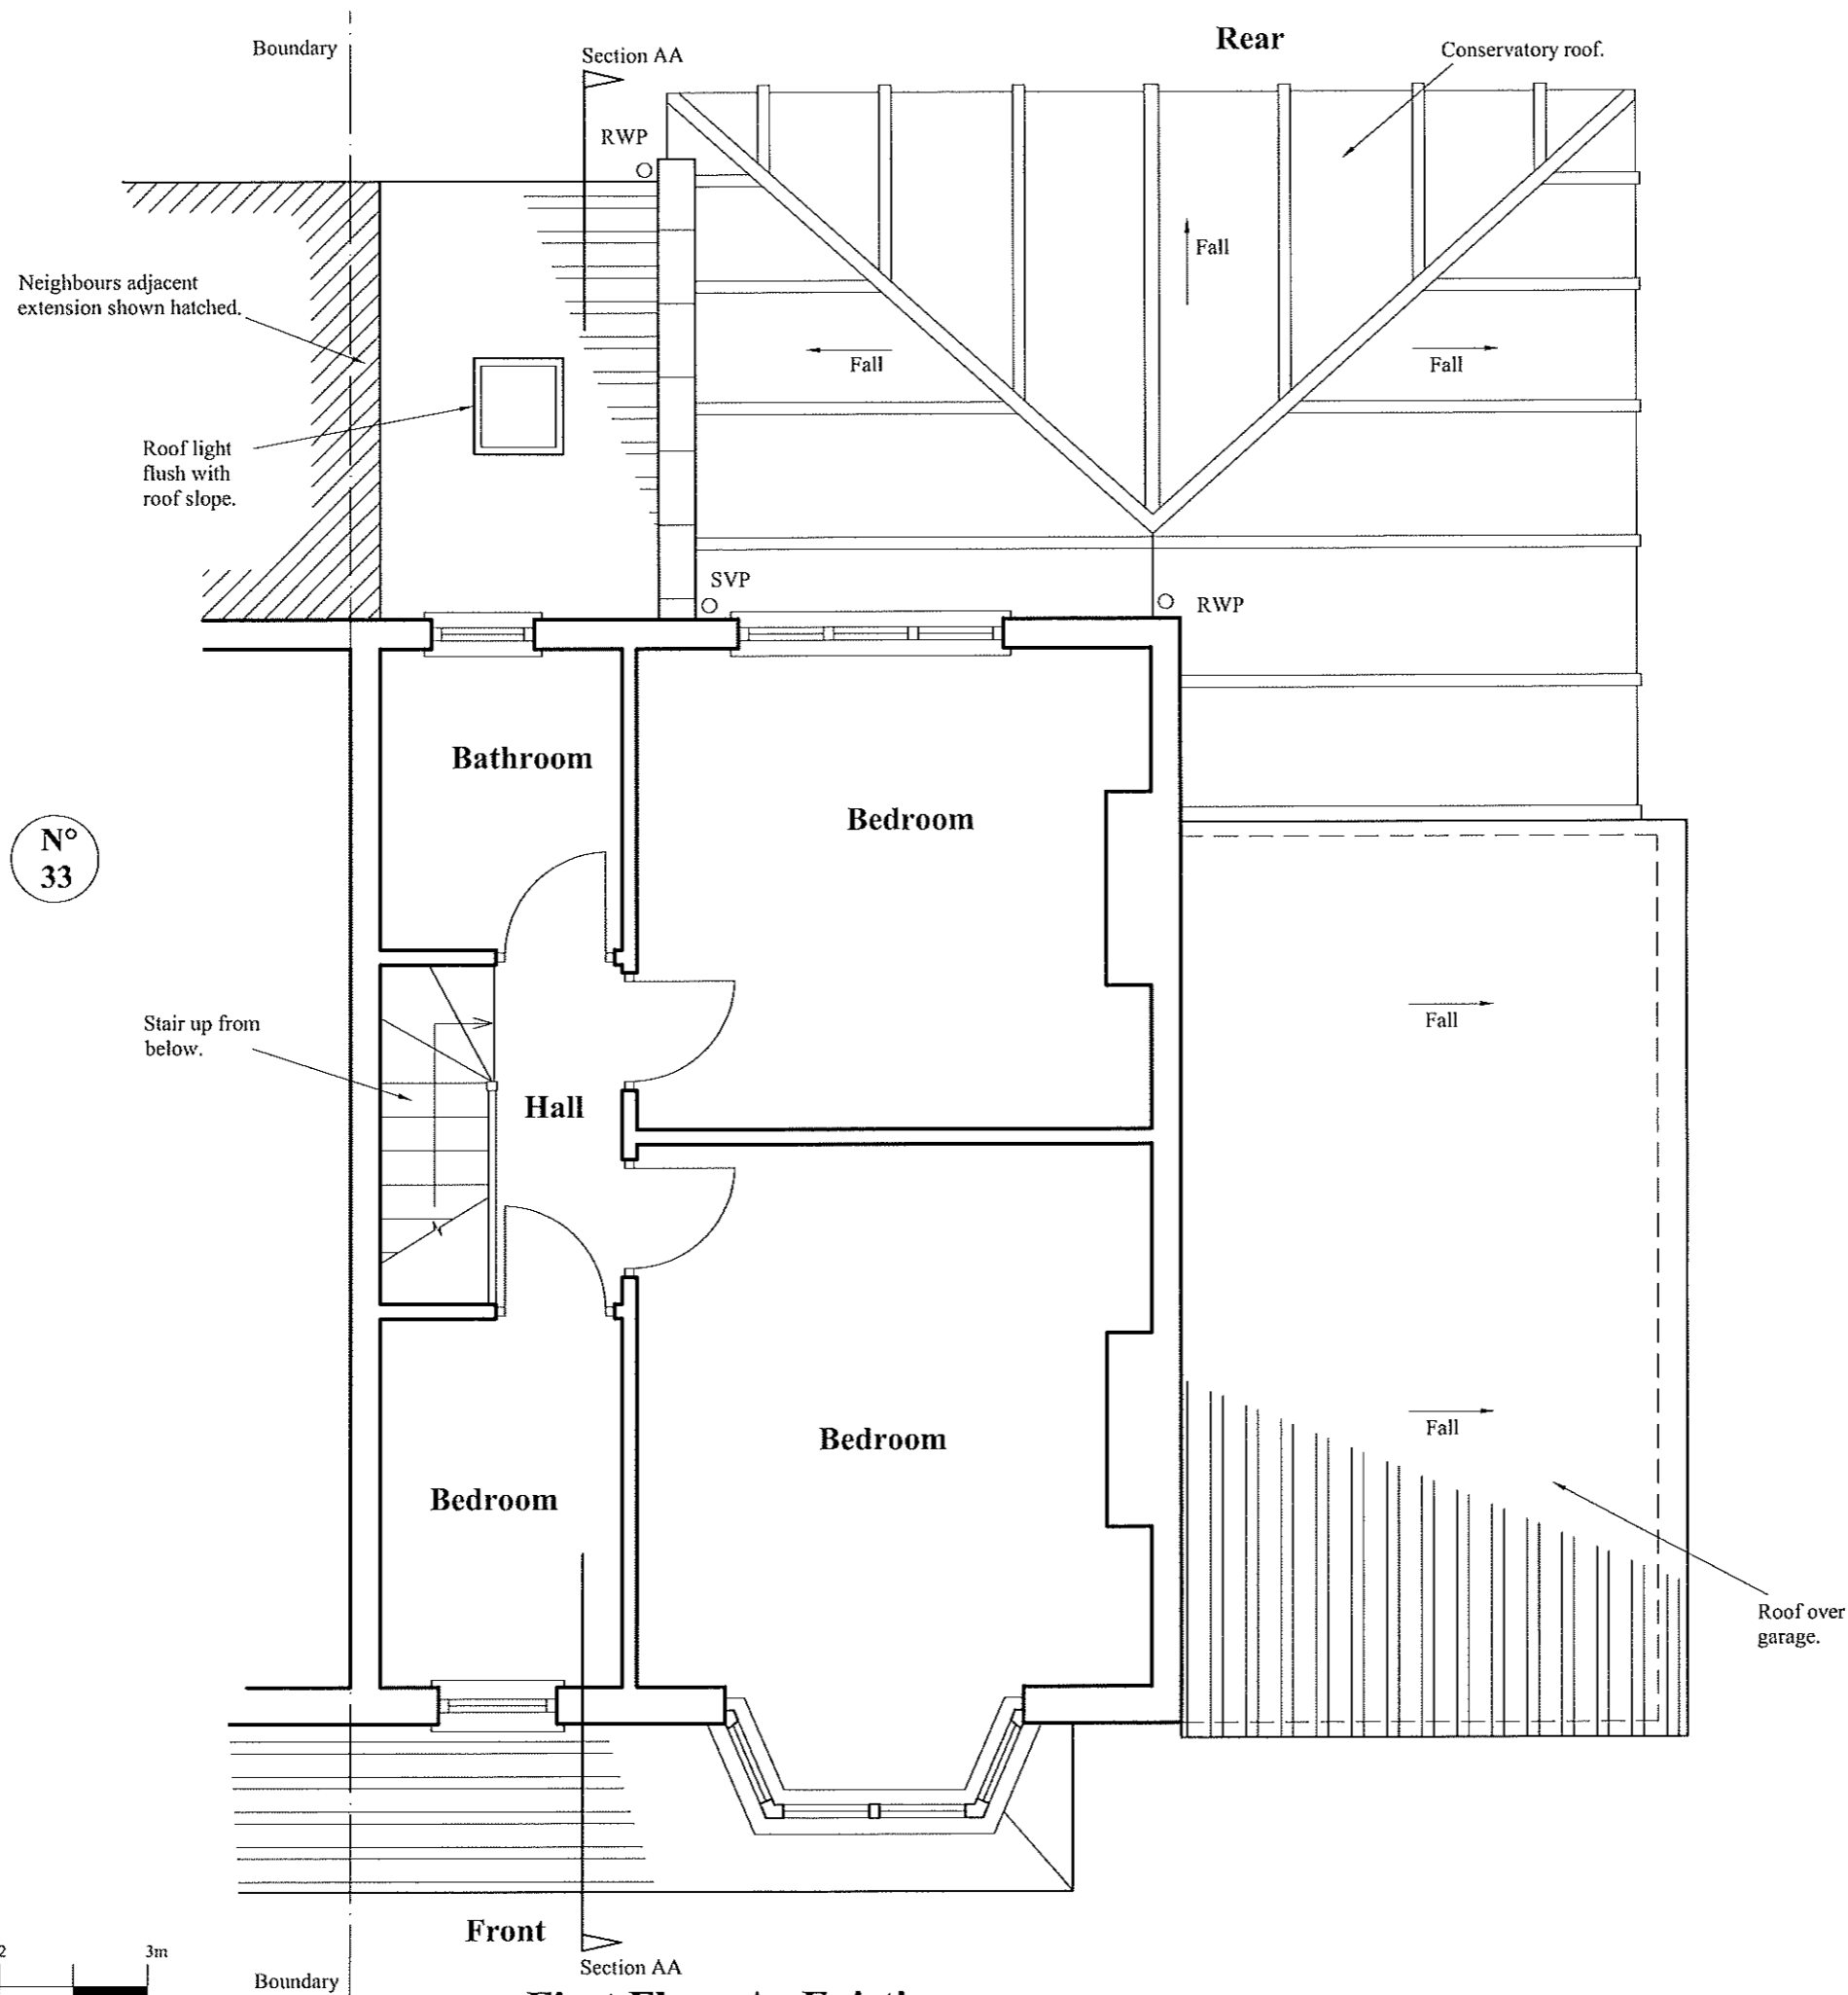 Rear
Boundary
Section AA
Conservatory roof.
RWP
Fall
Neighbours adjacent
extension shown hatched.
Fall
Fall
Roof light
flush with
roof slope.
SVP
RWP
Bathroom
Bedroom
N°
33
Fall
Stair up from
below.
Hall
Fall
Bedroom
Bedroom
Roof over
garage.
Front
2
3m
Section AA
Boundary